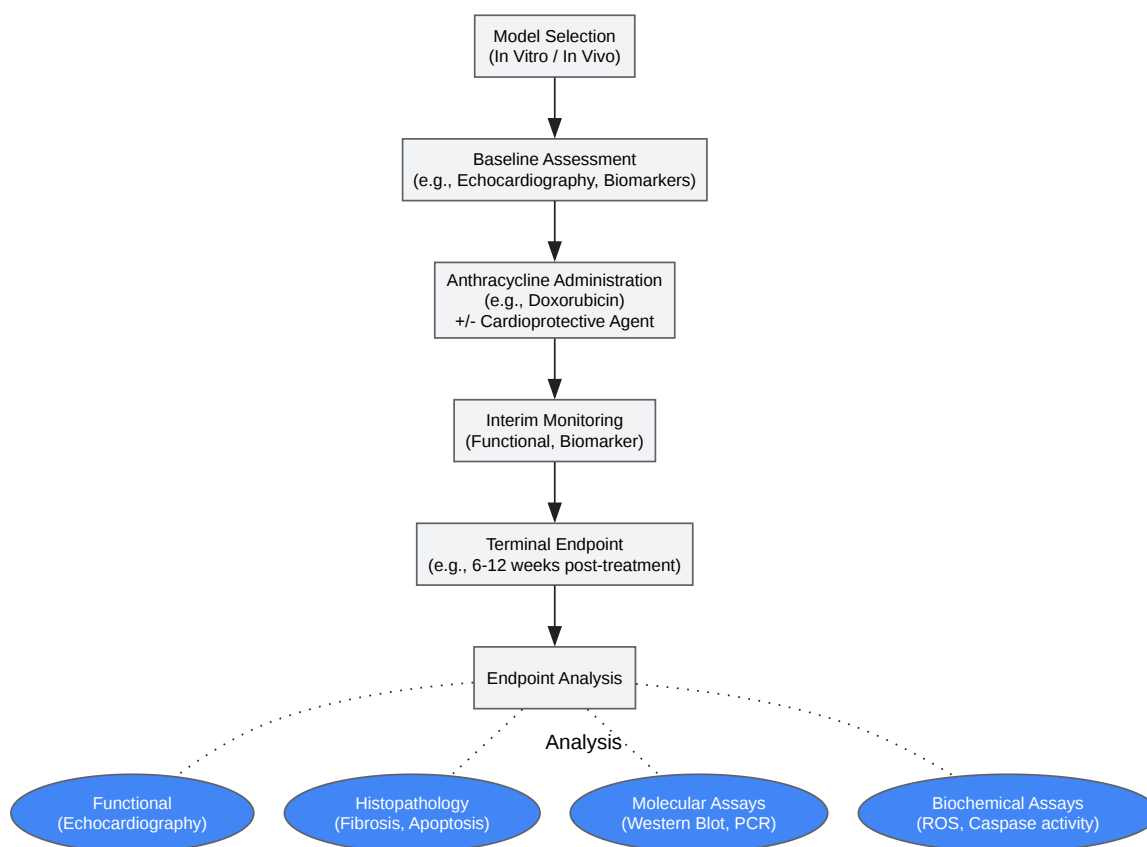 Model Selection
(In Vitro / In Vivo)
Baseline Assessment
(e.g., Echocardiography, Biomarkers)
Anthracycline Administration
(e.g., Doxorubicin)
+/- Cardioprotective Agent
Interim Monitoring
(Functional, Biomarker)
Terminal Endpoint
(e.g., 6-12 weeks post-treatment)
Endpoint Analysis
Analysis
Functional
(Echocardiography)
Histopathology
(Fibrosis, Apoptosis)
Molecular Assays
(Western Blot, PCR)
Biochemical Assays
(ROS, Caspase activity)